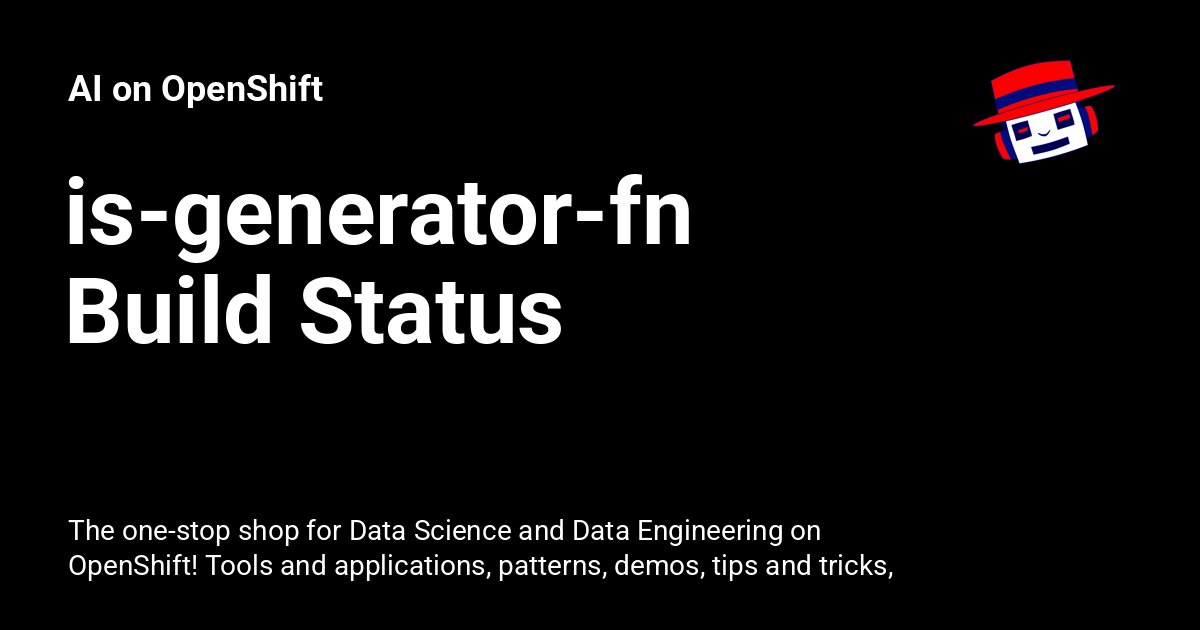 AI on OpenShift
is-generator-fn
Build Status
The one-stop shop for Data Science and Data Engineering on
OpenShift! Tools and applications, patterns, demos, tips and tricks,